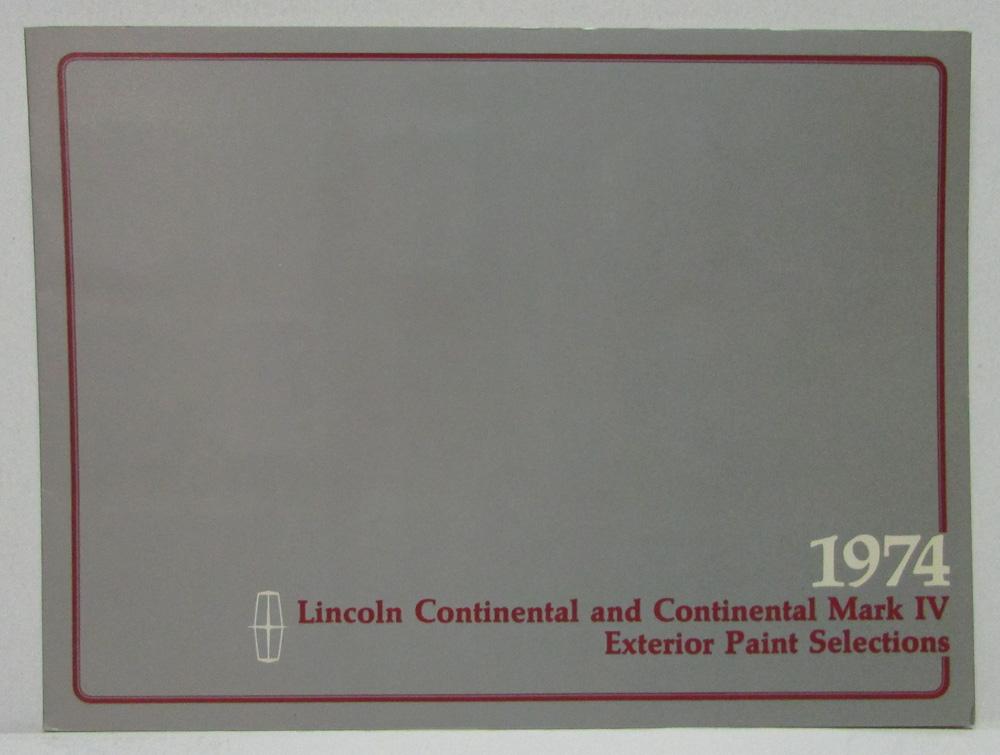 1974
Lincoln Continental and Continental Mark IV
Exterior Paint Selections